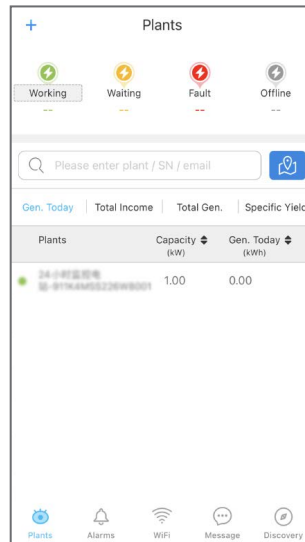 + Plants
Working Waiting Fault Offline
-- -- -- --
Please enter plant / SN / email
Gen. Today Total Income Total Gen. Specific Yield
Plants Capacity Gen. Today
(kW) (kWh)
1.00 0.00
Plants Alarms WiFi Message Discovery